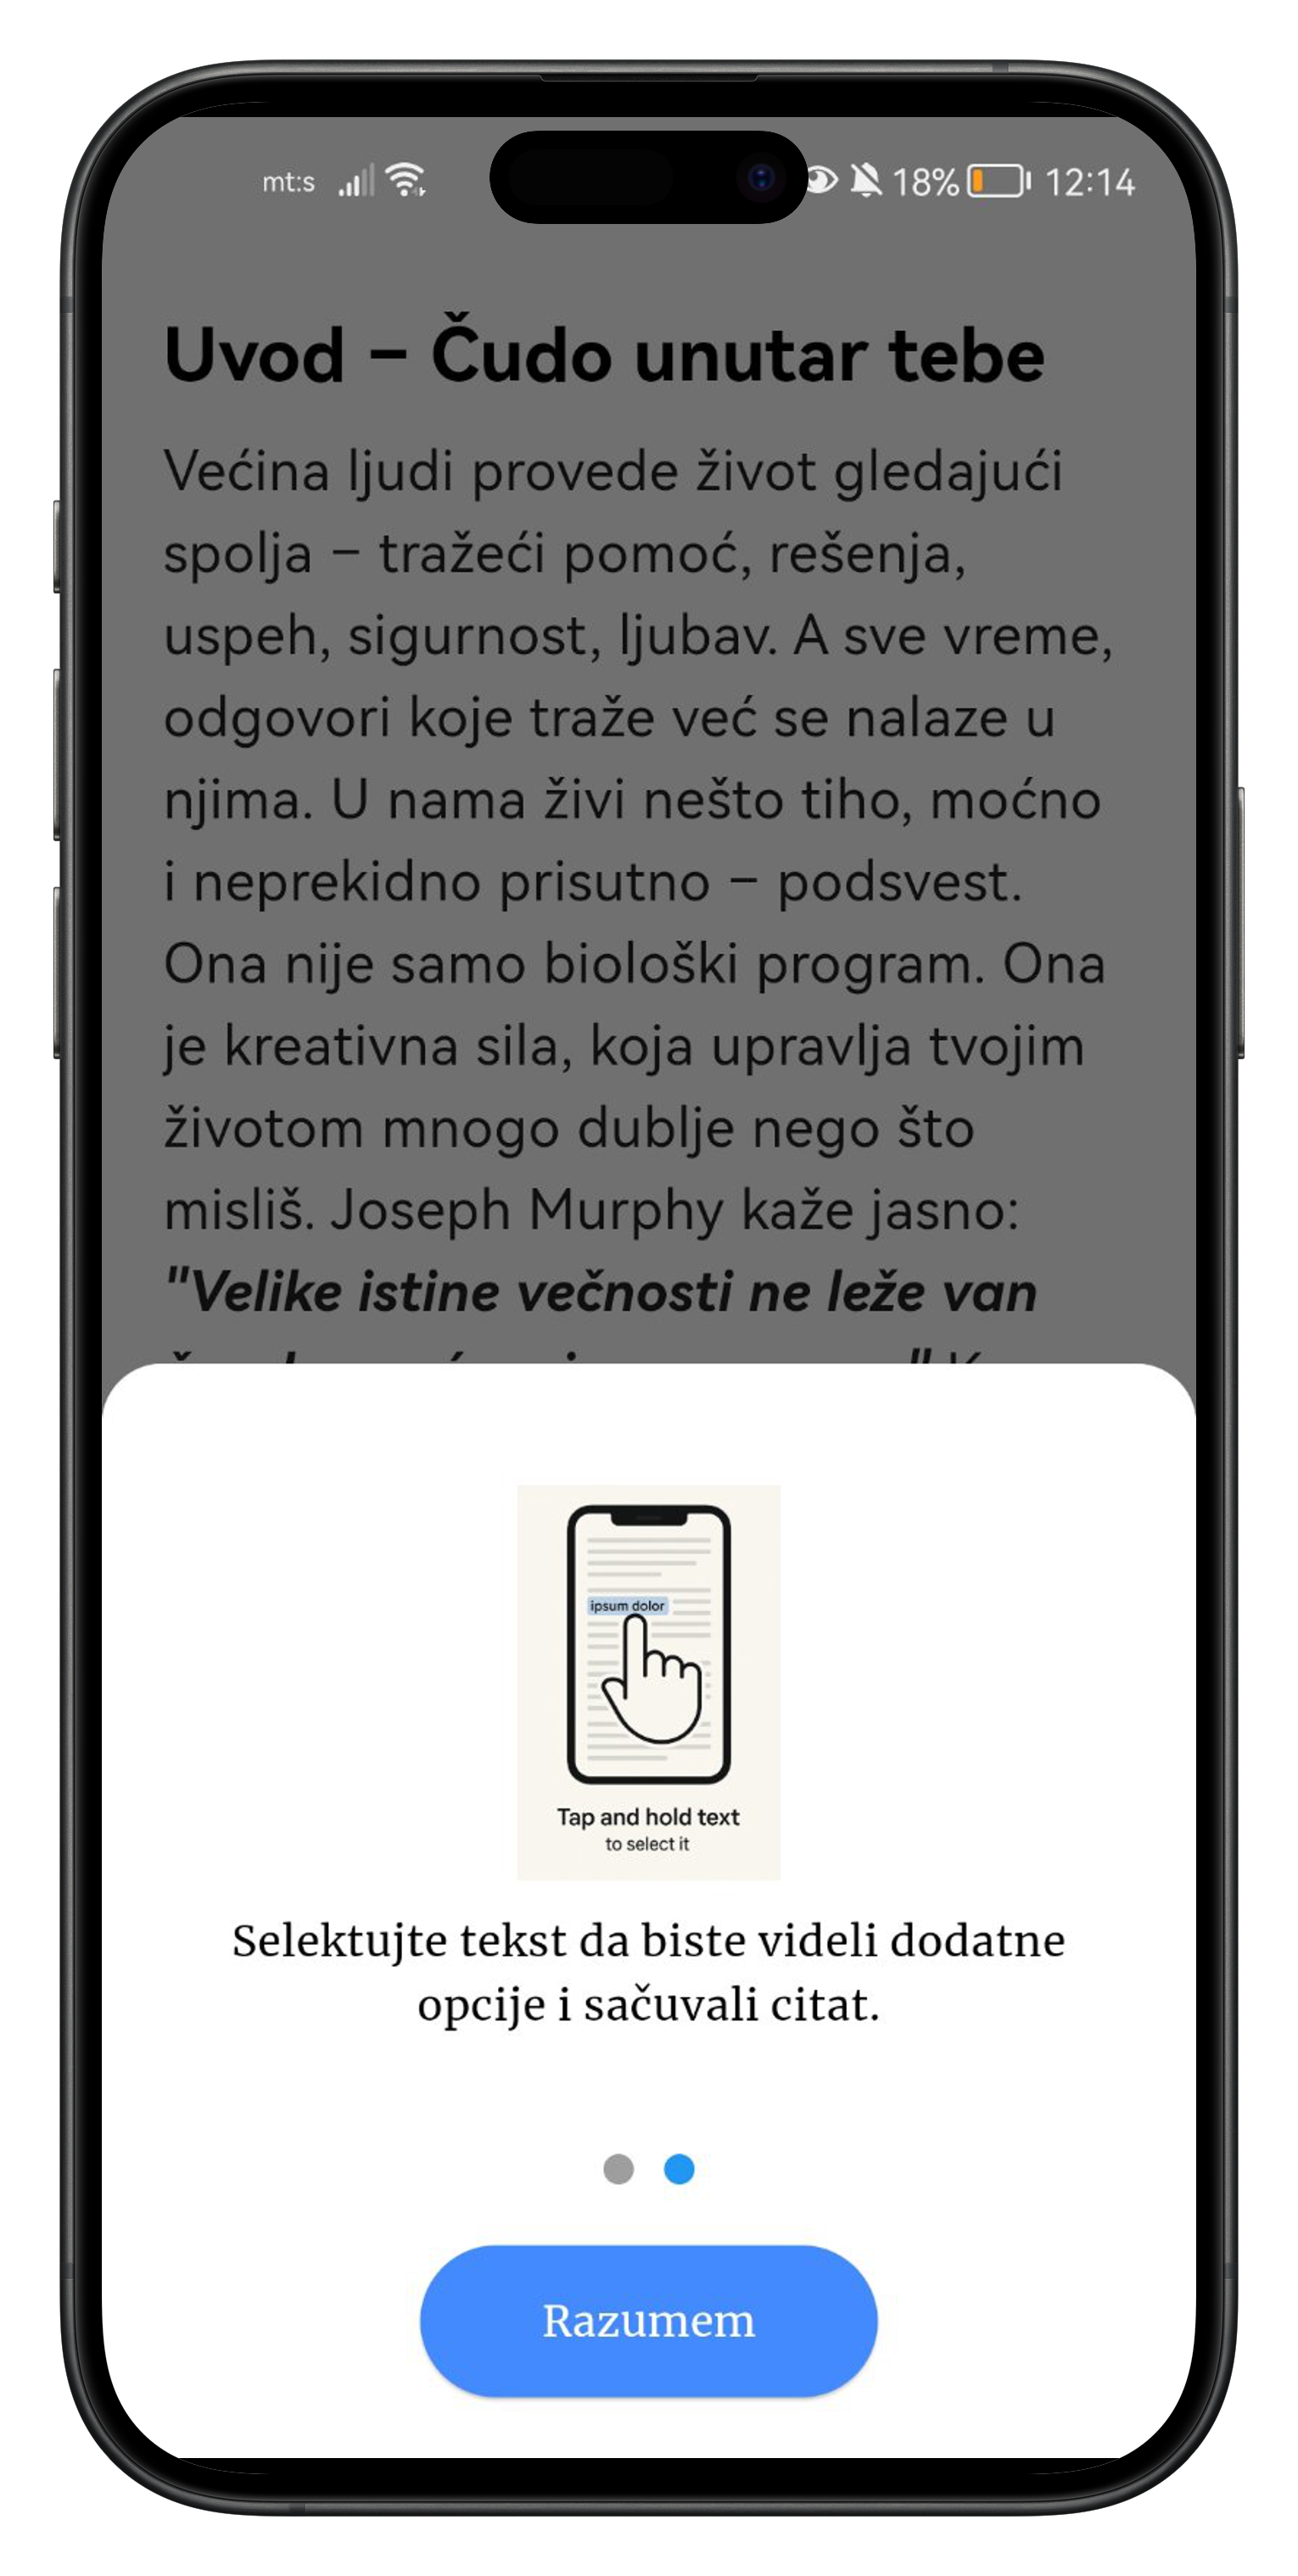 mt:s 18% 12:14
Uvod – Čudo unutar tebe
Većina ljudi provede život gledajući
spolja – tražeći pomoć, rešenja,
uspeh, sigurnost, ljubav. A sve vreme,
odgovori koje traže već se nalaze u
njima. U nama živi nešto tiho, moćno
i neprekidno prisutno – podsvest.
Ona nije samo biološki program. Ona
je kreativna sila, koja upravlja tvojim
životom mnogo dublje nego što
misliš. Joseph Murphy kaže jasno:
"Velike istine večnosti ne leže van
ipsum dolor
Tap and hold text
to select it
Selektujte tekst da biste videli dodatne
opcije i sačuvali citat.
Razumem